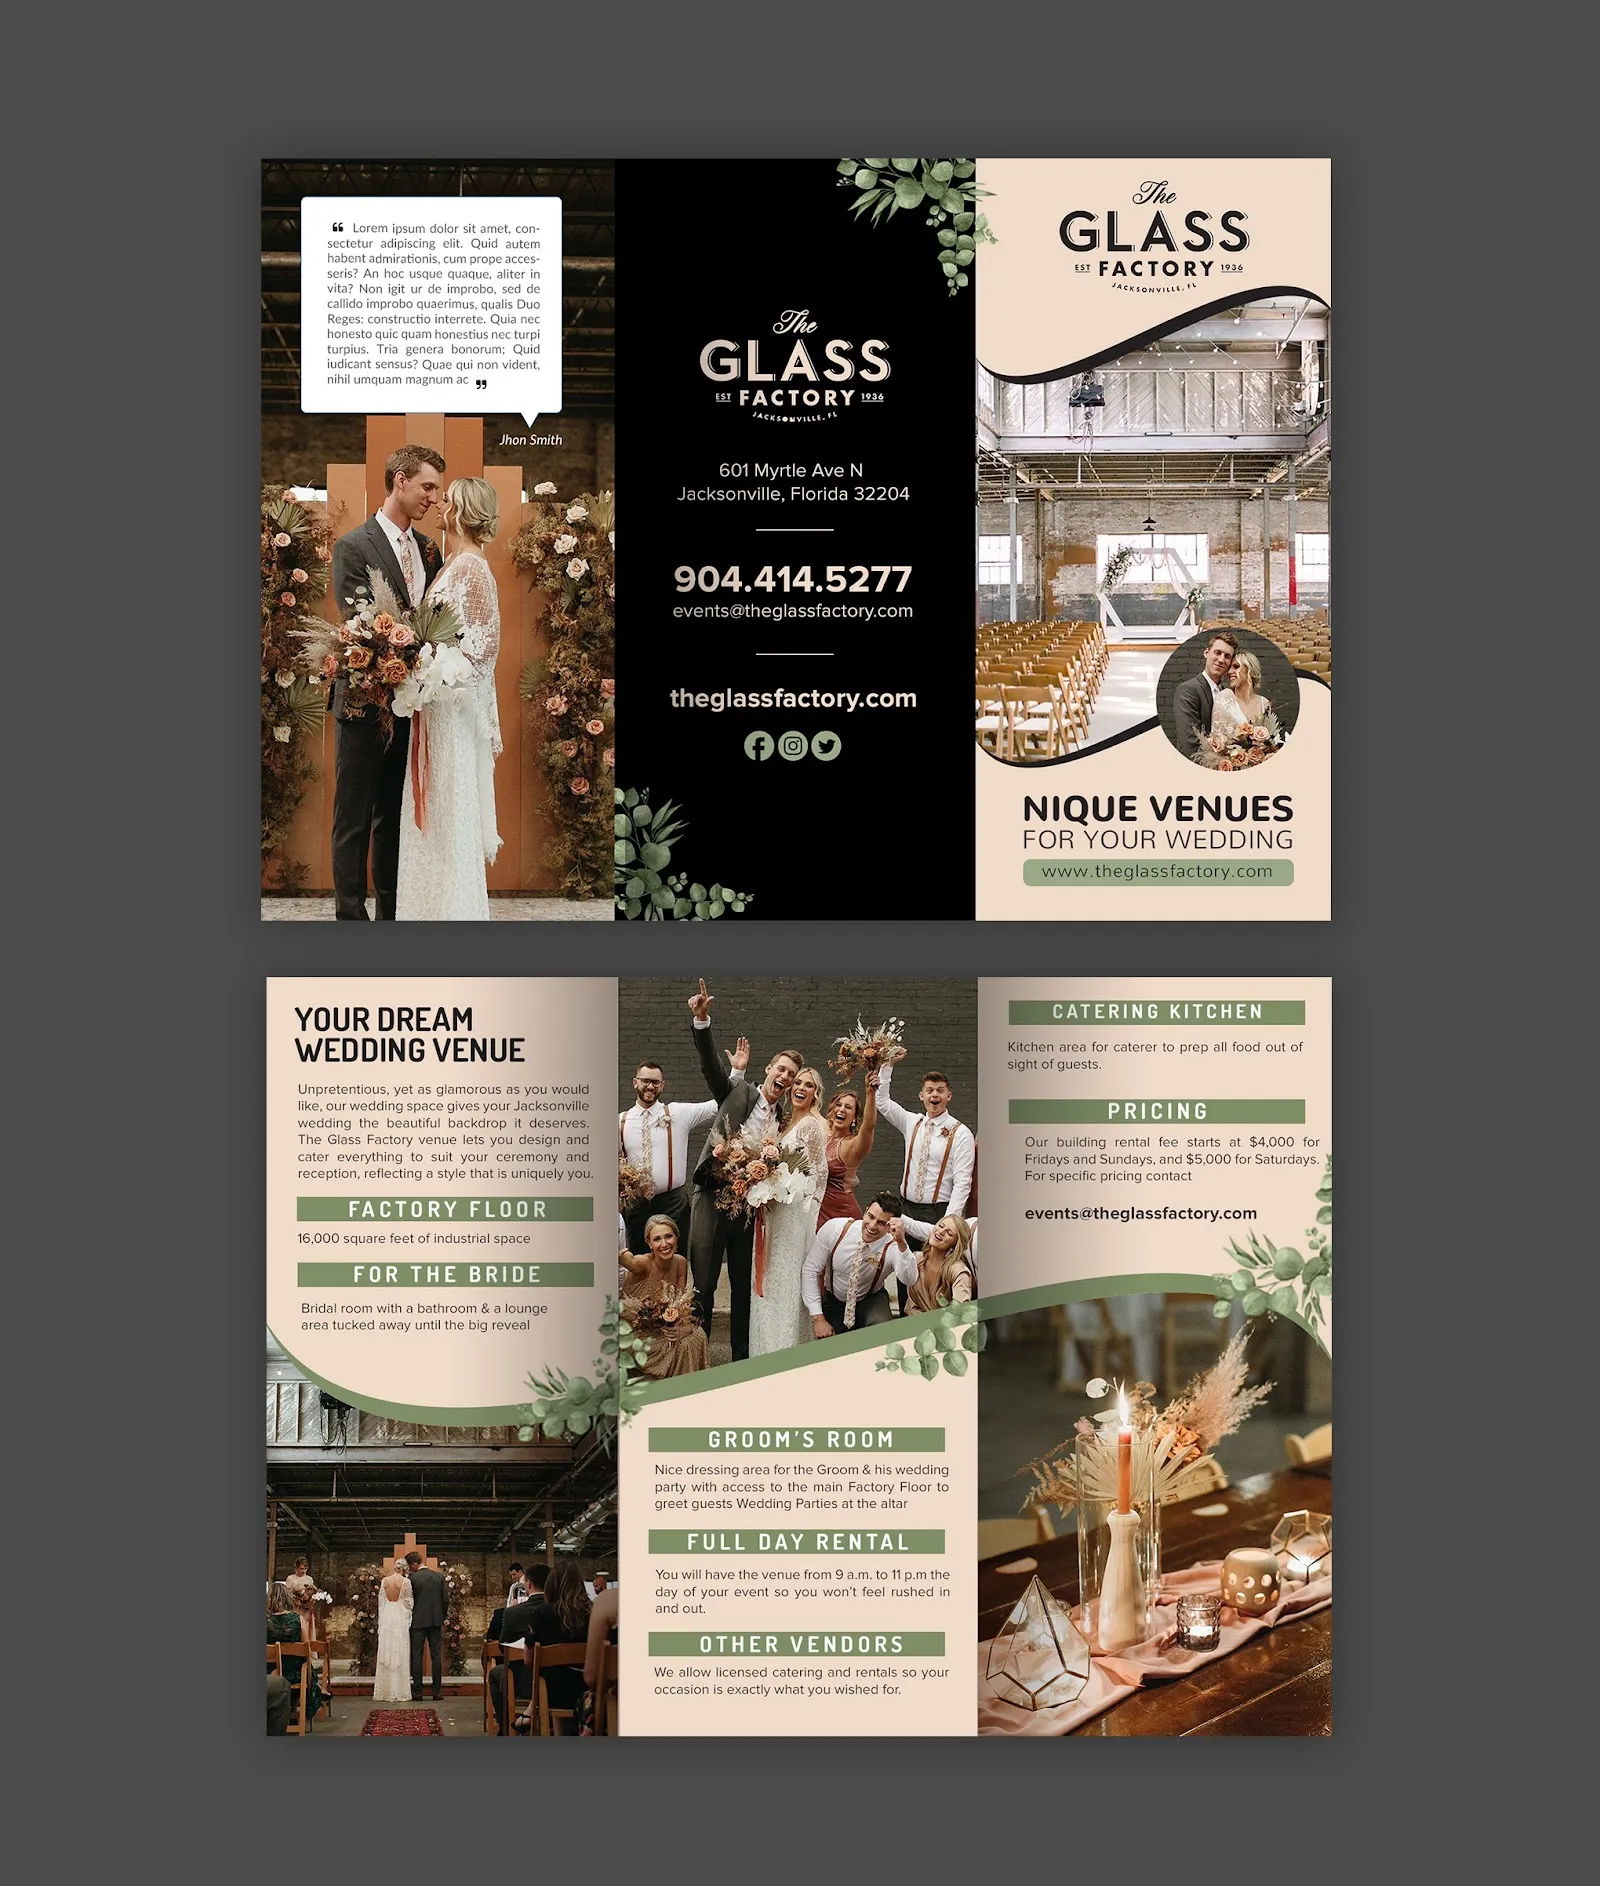 “ Lorem ipsum dolor sit amet, con-
sectetur adipiscing elit. Quid autem
habent admirationis, cum prope acces-
seris? An hoc usque quaque, aliter in
vita? Non igit ur de improbo, sed de
callido improbo quaerimus, qualis Duo
Reges: constructio interrete. Quia nec
honesto quic quam honestius nec turpi
turpius. Tria genera bonorum; Quid
iudicant sensus? Quae qui non vident,
nihil umquam magnum ac ”
Jhon Smith
The
GLASS
EST FACTORY 1936
JACKSONVILLE, FL
601 Myrtle Ave N
Jacksonville, Florida 32204
904.414.5277
events@theglassfactory.com
theglassfactory.com
The
GLASS
EST FACTORY 1936
JACKSONVILLE, FL
NIQUE VENUES
FOR YOUR WEDDING
www.theglassfactory.com
YOUR DREAM
WEDDING VENUE
Unpretentious, yet as glamorous as you would
like, our wedding space gives your Jacksonville
wedding the beautiful backdrop it deserves.
The Glass Factory venue lets you design and
cater everything to suit your ceremony and
reception, reflecting a style that is uniquely you.
FACTORY FLOOR
16,000 square feet of industrial space
FOR THE BRIDE
Bridal room with a bathroom & a lounge
area tucked away until the big reveal
GROOM'S ROOM
Nice dressing area for the Groom & his wedding
party with access to the main Factory Floor to
greet guests Wedding Parties at the altar
FULL DAY RENTAL
You will have the venue from 9 a.m. to 11 p.m the
day of your event so you won't feel rushed in
and out.
OTHER VENDORS
We allow licensed catering and rentals so your
occasion is exactly what you wished for.
CATERING KITCHEN
Kitchen area for caterer to prep all food out of
sight of guests.
PRICING
Our building rental fee starts at $4,000 for
Fridays and Sundays, and $5,000 for Saturdays.
For specific pricing contact
events@theglassfactory.com